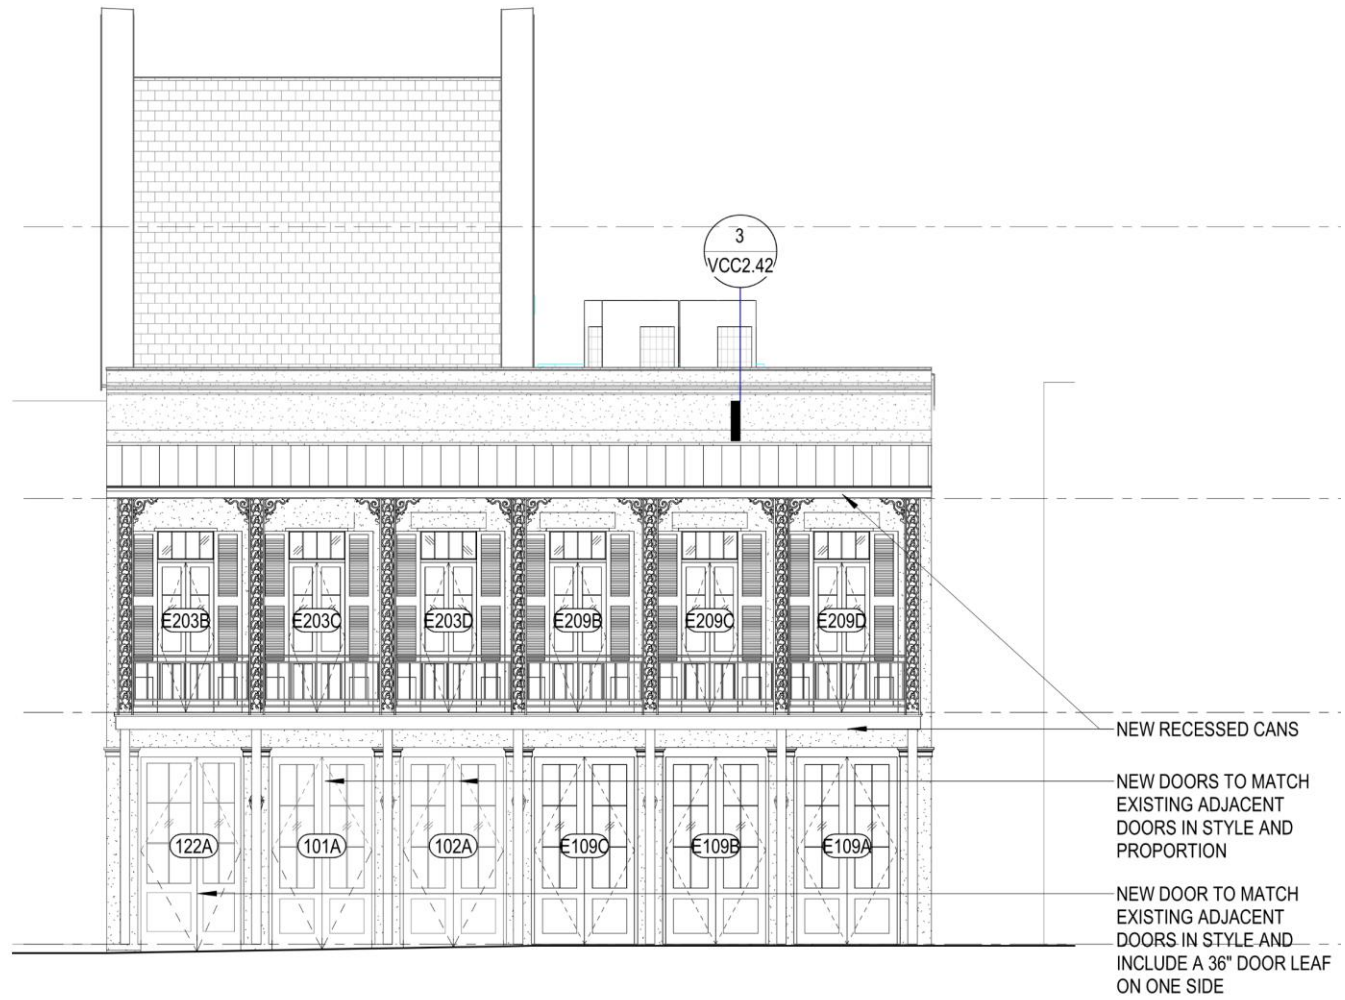 3
VCC2.42
E203B
E203C
E203D
E209B
E209C
E209D
NEW RECESSED CANS
NEW DOORS TO MATCH
EXISTING ADJACENT
DOORS IN STYLE AND
PROPORTION
122A
101A
102A
E109C
E109B
E109A
NEW DOOR TO MATCH
EXISTING ADJACENT
DOORS IN STYLE AND
INCLUDE A 36" DOOR LEAF
ON ONE SIDE